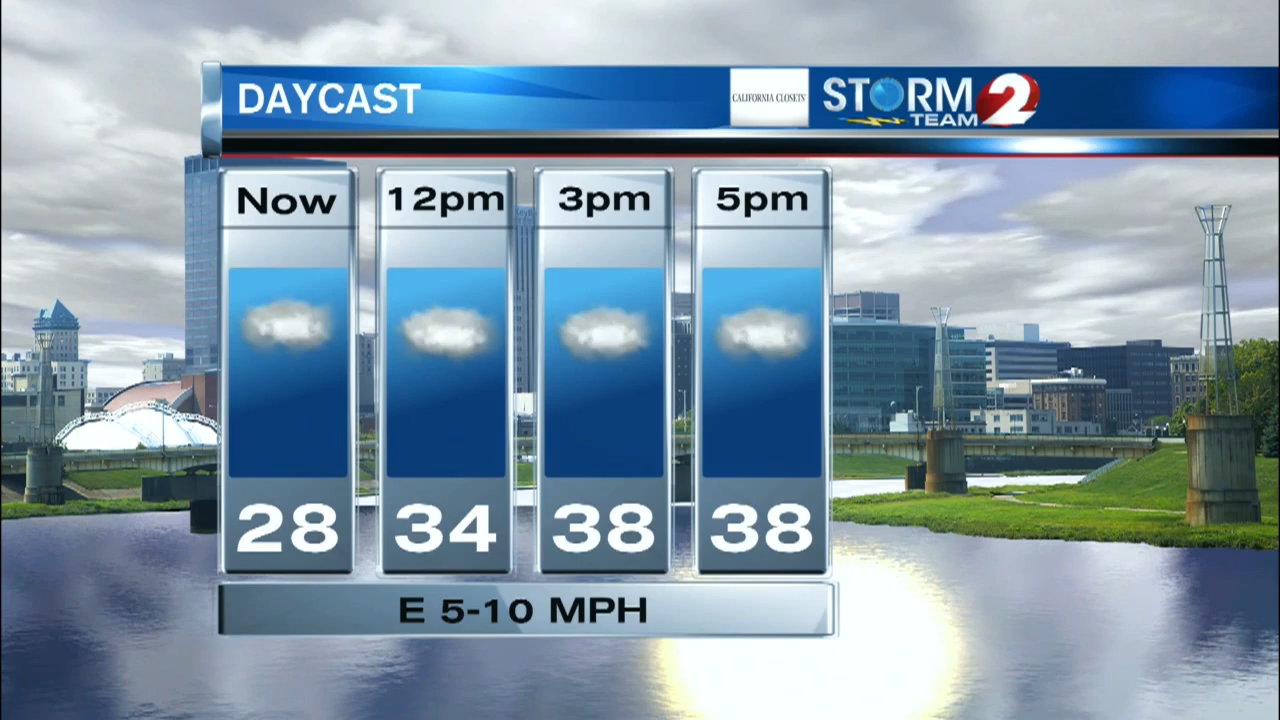 DAYCAST
CALIFORNIA CLOSETS
STORM
TEAM 2
Now 12pm 3pm 5pm
28 34 38 38
E 5-10 MPH